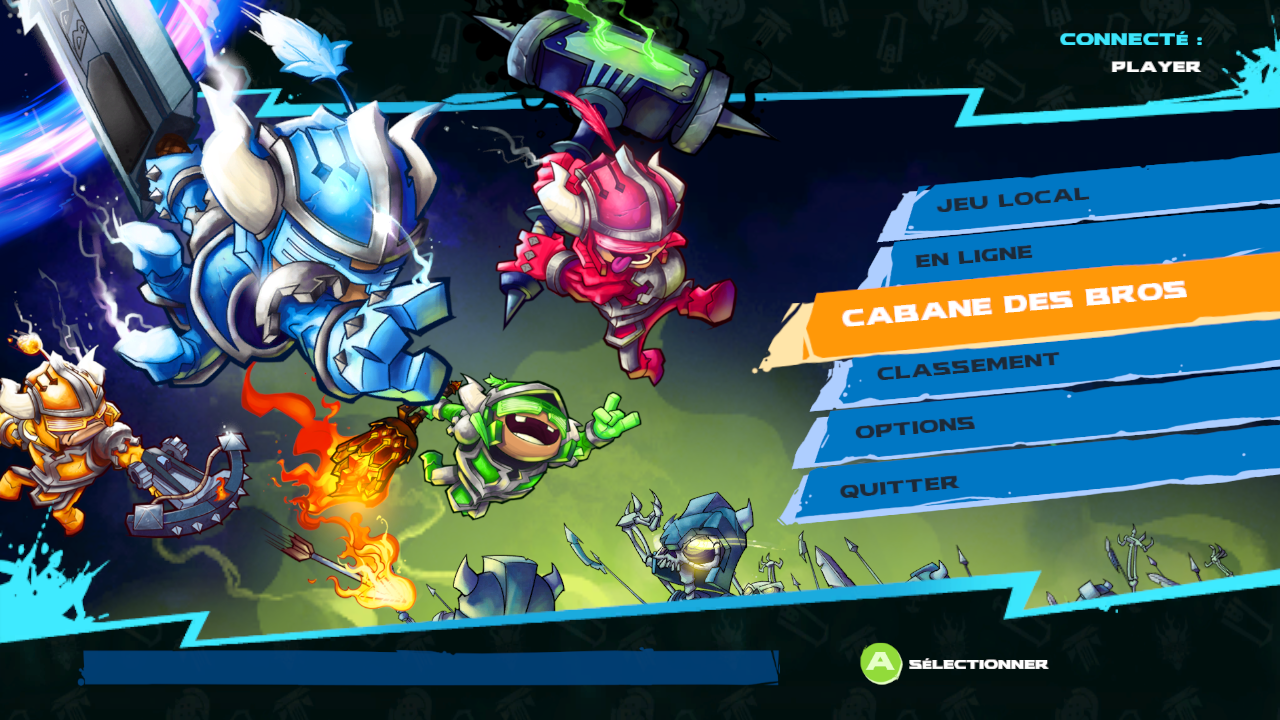 CONNECTÉ :
PLAYER
JEU LOCAL
EN LIGNE
CABANE DES BROS
CLASSEMENT
OPTIONS
QUITTER
A SÉLECTIONNER